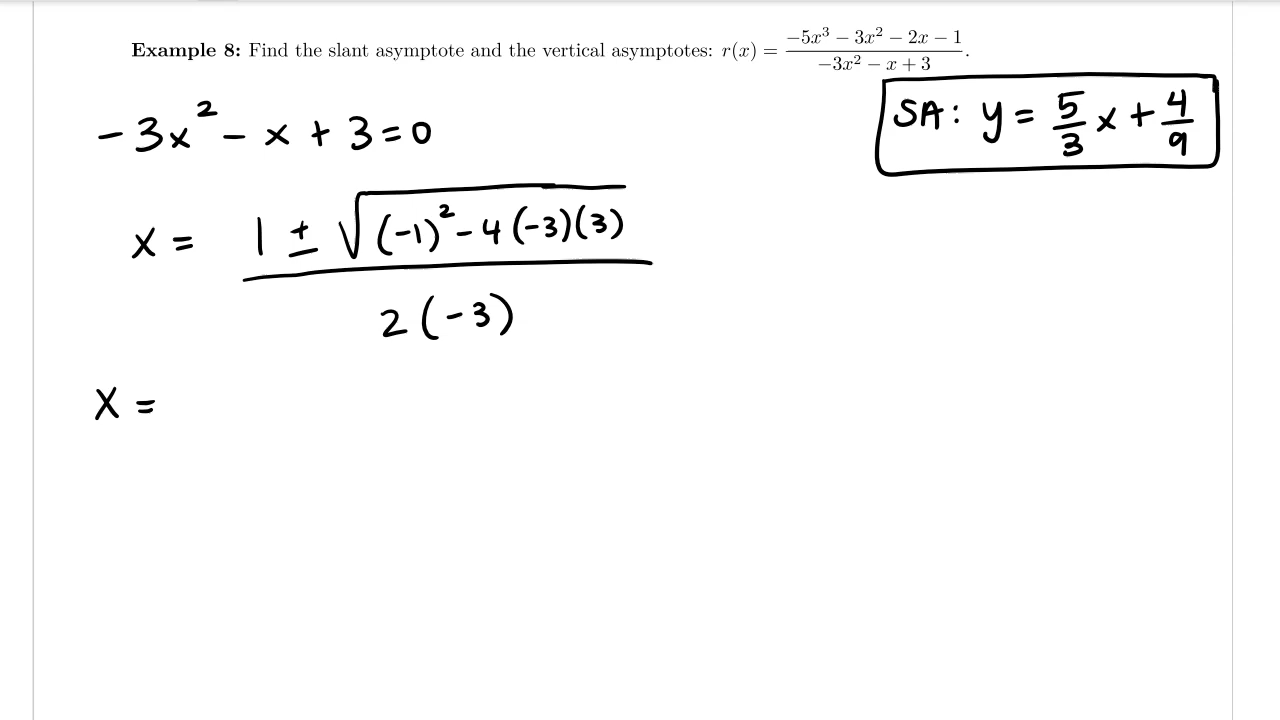 Example 8: Find the slant asymptote and the vertical asymptotes: r(x) = (−5x³ − 3x² − 2x − 1)/(−3x² − x + 3).
SA: y = 5/3 x + 4/9
-3x² - x + 3 = 0
x = (1 ± √((-1)² - 4(-3)(3)))/(2(-3))
x =